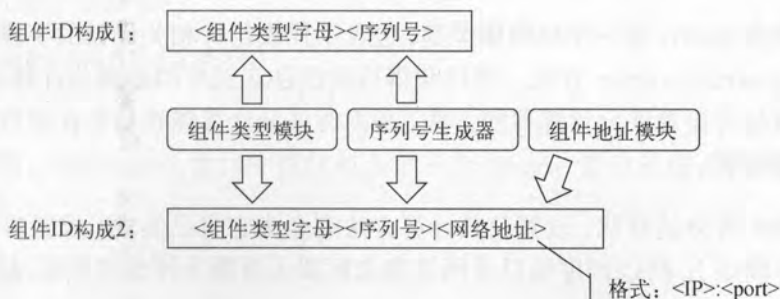 组件ID构成1: <组件类型字母><序列号>
组件类型模块 序列号生成器 组件地址模块
组件ID构成2: <组件类型字母><序列号>|<网络地址>
格式：<IP>:<port>